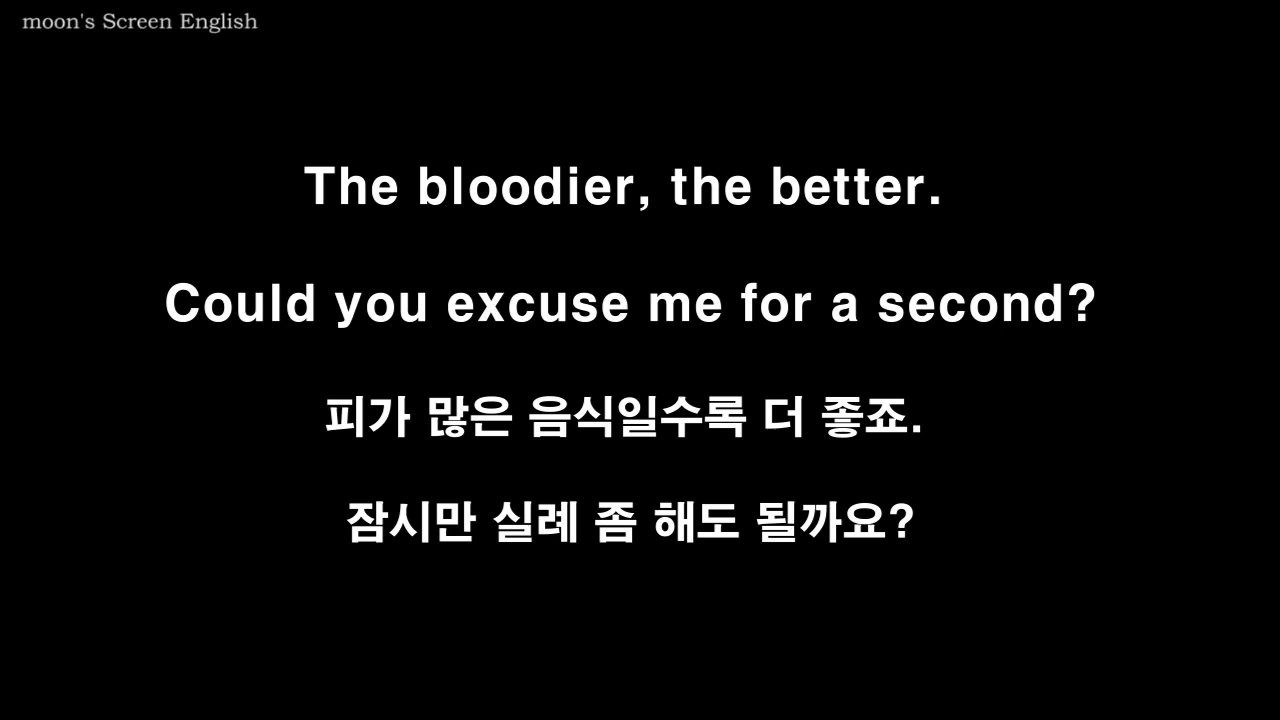 moon's Screen English
The bloodier, the better.
Could you excuse me for a second?
피가 많은 음식일수록 더 좋죠.
잠시만 실례 좀 해도 될까요?